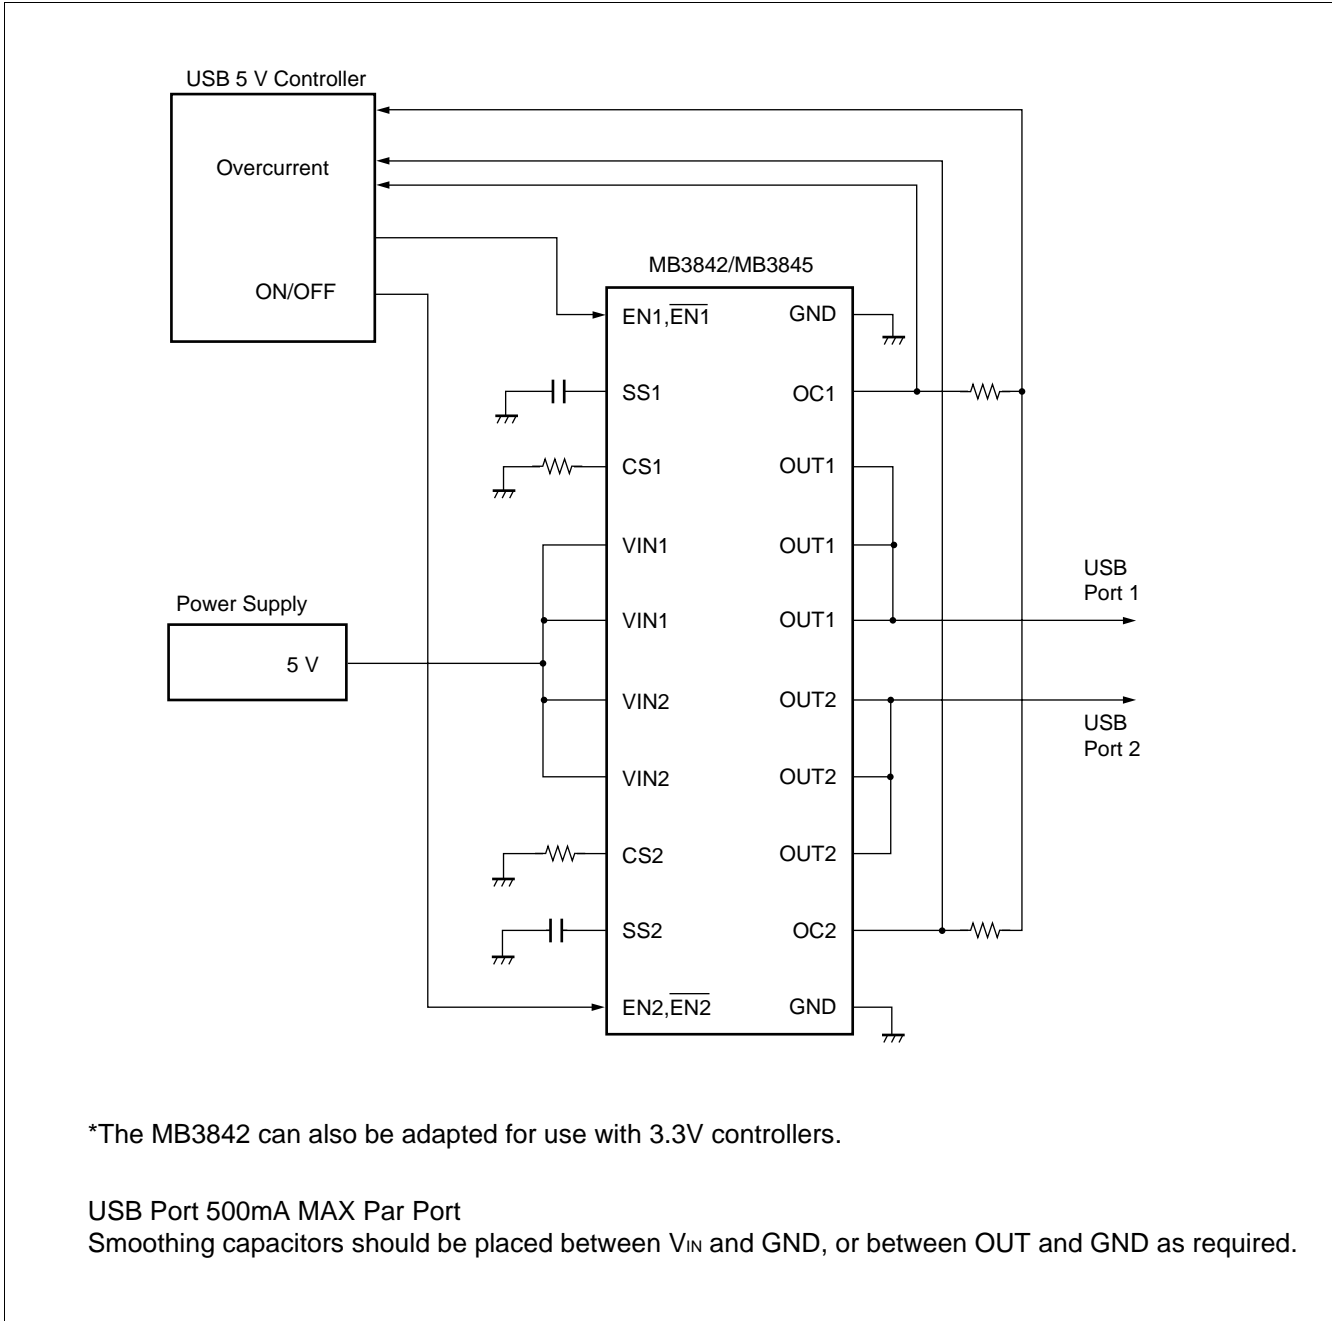 USB 5 V Controller
Overcurrent
ON/OFF
MB3842/MB3845
EN1,EN1
GND
SS1
OC1
CS1
OUT1
VIN1
OUT1
VIN1
OUT1
USB
Port 1
Power Supply
5 V
VIN2
OUT2
USB
Port 2
VIN2
OUT2
CS2
OUT2
SS2
OC2
EN2,EN2
GND
*The MB3842 can also be adapted for use with 3.3V controllers.
USB Port 500mA MAX Par Port
Smoothing capacitors should be placed between VIN and GND, or between OUT and GND as required.